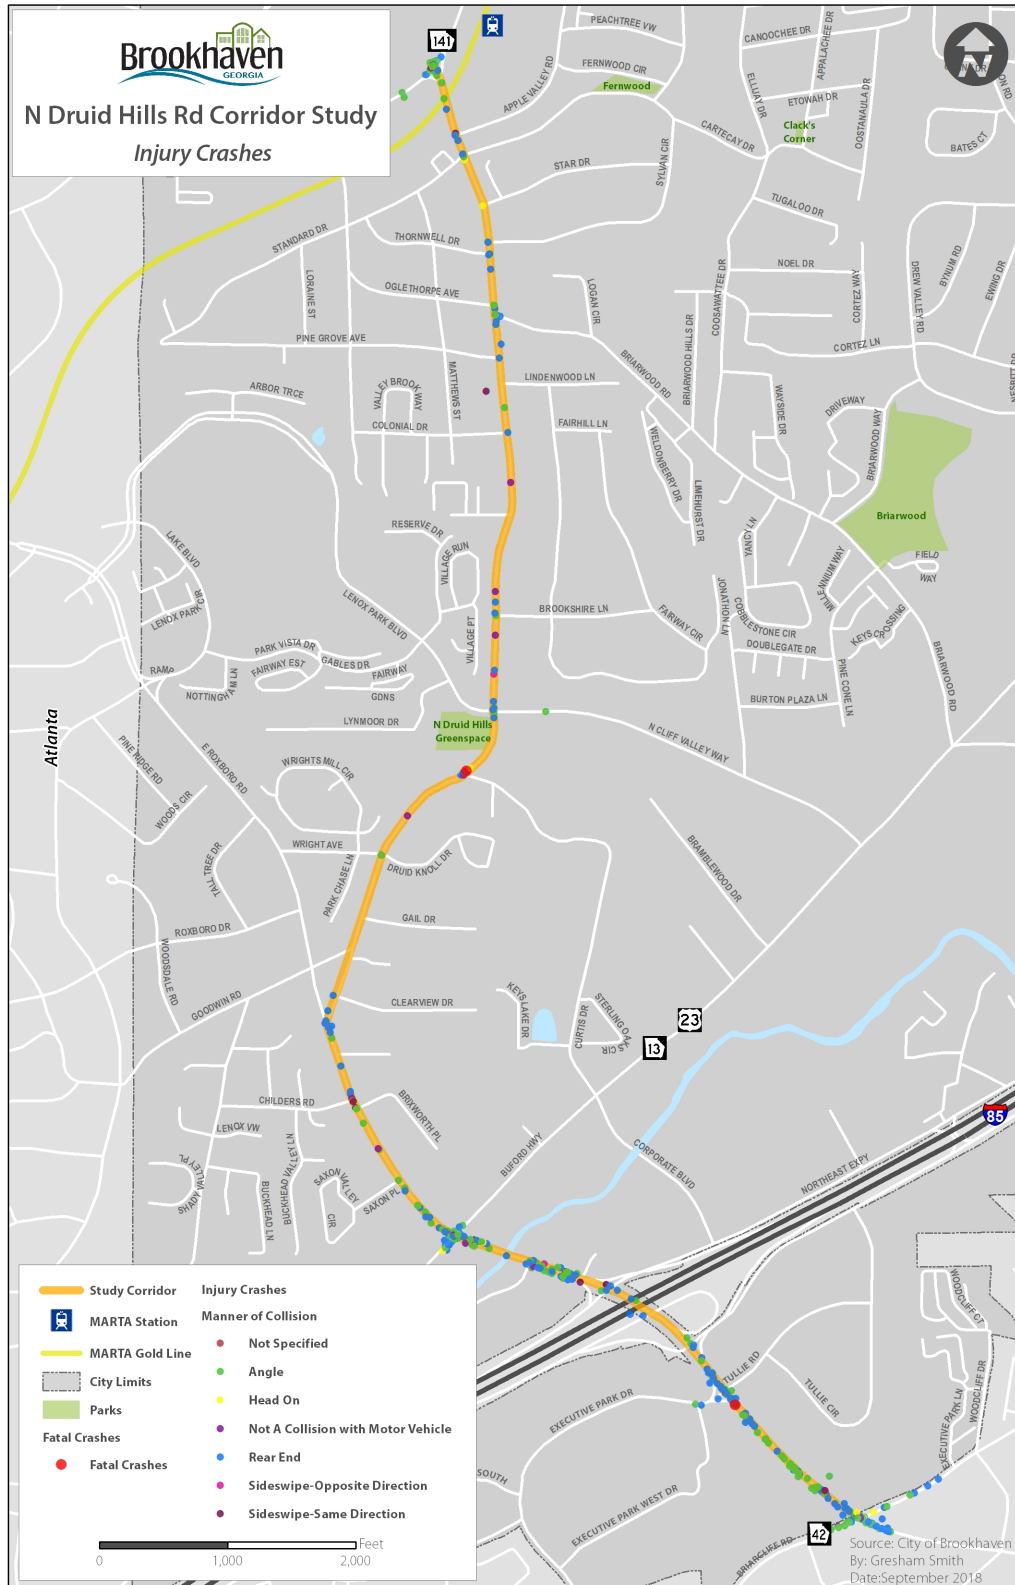 Brookhaven
GEORGIA
N Druid Hills Rd Corridor Study
Injury Crashes
141
N
PEACHTREE VW
CANOOCHEE DR
APPALACHEE DR
FERNWOOD CIR
Fernwood
APPLE VALLEY RD
ELLIJAY DR
ETOWAH DR
OOSTANAULA DR
Clack's
Corner
CARTECAY DR
BATES CT
STAR DR
SYLVAN CIR
TUGALOO DR
STANDARD DR
THORNWELL DR
NOEL DR
COOSAWATTEE DR
CORTEZ WAY
DREW VALLEY RD
BYNUM RD
EWING DR
LORAINE ST
OGLETHORPE AVE
LOGAN CIR
BRIARWOOD HILLS DR
PINE GROVE AVE
CORTEZ LN
BRIARWOOD RD
NESBITT DR
MATTHEWS ST
LINDENWOOD LN
ARBOR TRCE
VALLEY BROOK WAY
COLONIAL DR
FAIRHILL LN
WAYSIDE DR
DRIVEWAY
BRIARWOOD WAY
WELDONBERRY DR
LIMEHURST DR
Briarwood
RESERVE DR
VILLAGE RUN
YANCY LN
FIELD
WAY
LAKE BLVD
LENOX PARK
CIR
LENOX PARK BLVD
MILLENNIUM WAY
JONATHON LN
COBBLESTONE CIR
BROOKSHIRE LN
FAIRWAY CIR
KEYS CROSSING
DOUBLEGATE DR
VILLAGE PT
PARK VISTA DR
GABLES DR
FAIRWAY EST
FAIRWAY
GDNS
RAMP
NOTTINGHAM LN
BRIARWOOD RD
PINE CONE LN
BURTON PLAZA LN
LYNMOOR DR
N Druid Hills
Greenspace
N CLIFF VALLEY WAY
Atlanta
PINE RIDGE RD
E ROXBORO RD
WRIGHTS MILL CIR
WOODS CIR
WRIGHT AVE
DRUID KNOLL DR
TALL TREE DR
PARK CHASE LN
BRAMBLEWOOD DR
GAIL DR
ROXBORO DR
WOODSDALE RD
GOODWIN RD
CLEARVIEW DR
KEYS LAKE DR
CURTIS DR
STERLING OAKS CIR
23
13
85
CHILDERS RD
BRIXWORTH PL
LENOX VW
BUFORD HWY
CORPORATE BLVD
NORTHEAST EXPY
SHADY VALLEY PL
BUCKHEAD LN
BUCKHEAD VALLEY LN
SAXON VALLEY
CIR
SAXON PL
WOODCLIFF CT
WOODCLIFF DR
TULLIE RD
TULLIE CIR
EXECUTIVE PARK DR
EXECUTIVE PARK LN
SOUTH
EXECUTIVE PARK WEST DR
BRIARCLIFF RD
42
Study Corridor
MARTA Station
MARTA Gold Line
City Limits
Parks
Fatal Crashes
Fatal Crashes
Injury Crashes
Manner of Collision
Not Specified
Angle
Head On
Not A Collision with Motor Vehicle
Rear End
Sideswipe-Opposite Direction
Sideswipe-Same Direction
Feet
0 1,000 2,000
Source: City of Brookhaven
By: Gresham Smith
Date:September 2018